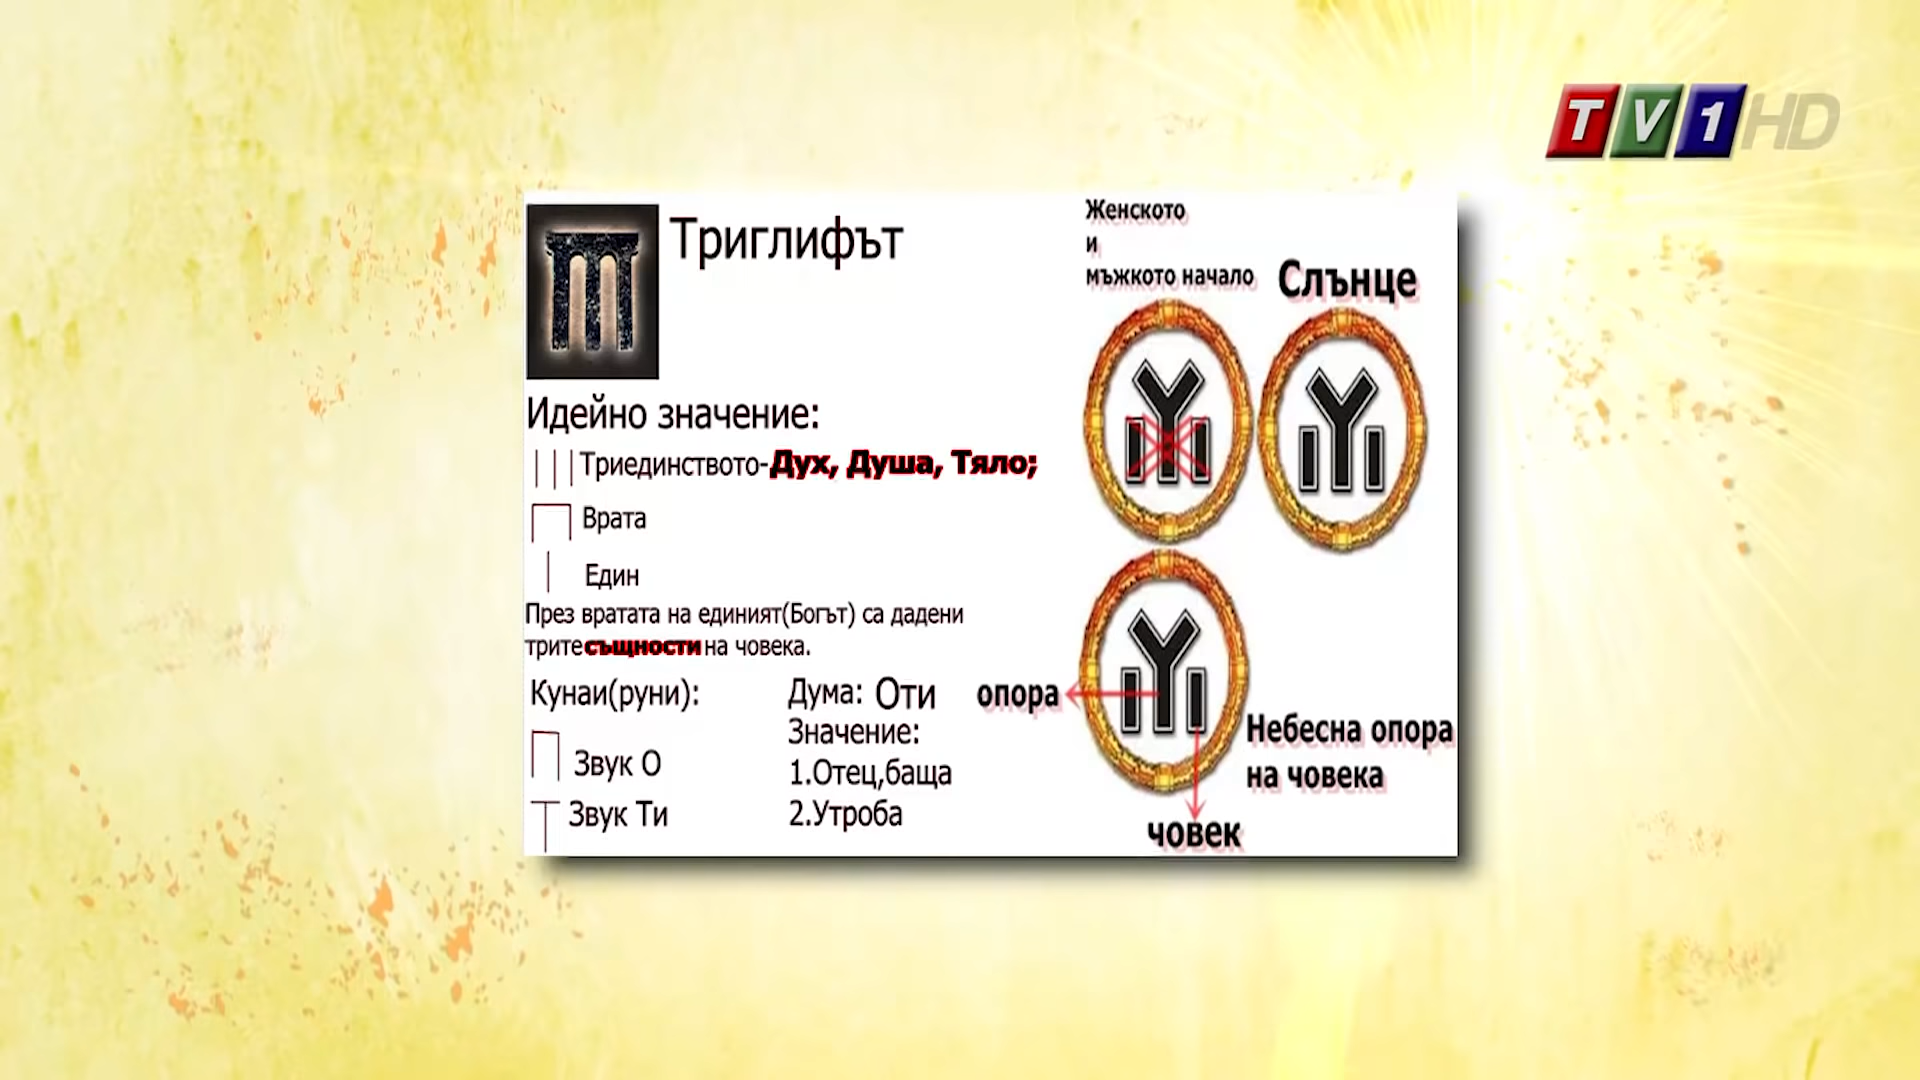 TV1HD
Триглифът
Идейно значение:
Триединството-Дух, Душа, Тяло;
Врата
Един
През вратата на единият(Богът) са дадени
трите същности на човека.
Кунаи(руни):
Звук О
Звук Ти
Дума: Оти
Значение:
1.Отец,баща
2.Утроба
Женското
и
мъжкото начало
Слънце
опора
Небесна опора
на човека
човек